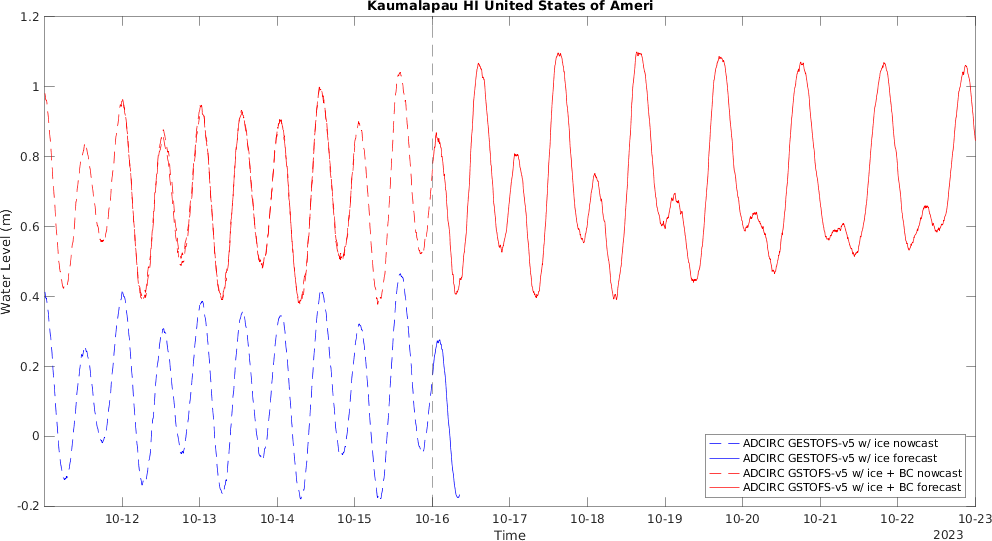 Kaumalapau HI United States of Ameri
1.2
1
0.8
0.6
0.4
0.2
0
-0.2
Water Level (m)
ADCIRC GESTOFS-v5 w/ ice nowcast
ADCIRC GESTOFS-v5 w/ ice forecast
ADCIRC GSTOFS-v5 w/ ice + BC nowcast
ADCIRC GSTOFS-v5 w/ ice + BC forecast
10-12 10-13 10-14 10-15 10-16 10-17 10-18 10-19 10-20 10-21 10-22 10-23
Time
2023